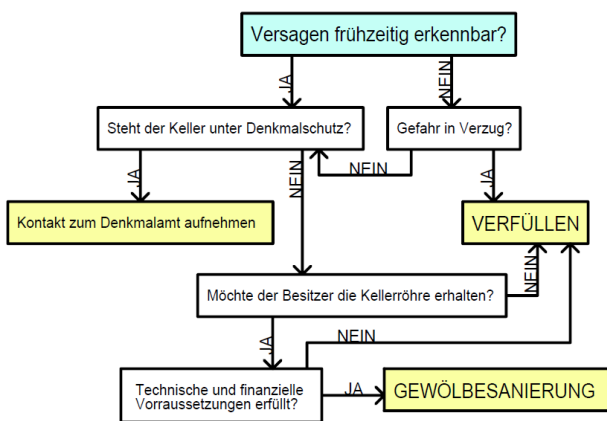 Versagen frühzeitig erkennbar?
JA
NEIN
Steht der Keller unter Denkmalschutz?
Gefahr in Verzug?
NEIN
JA
NEIN
JA
Kontakt zum Denkmalamt aufnehmen
VERFÜLLEN
Möchte der Besitzer die Kellerröhre erhalten?
NEIN
JA
NEIN
Technische und finanzielle
Vorraussetzungen erfüllt?
JA
GEWÖLBESANIERUNG